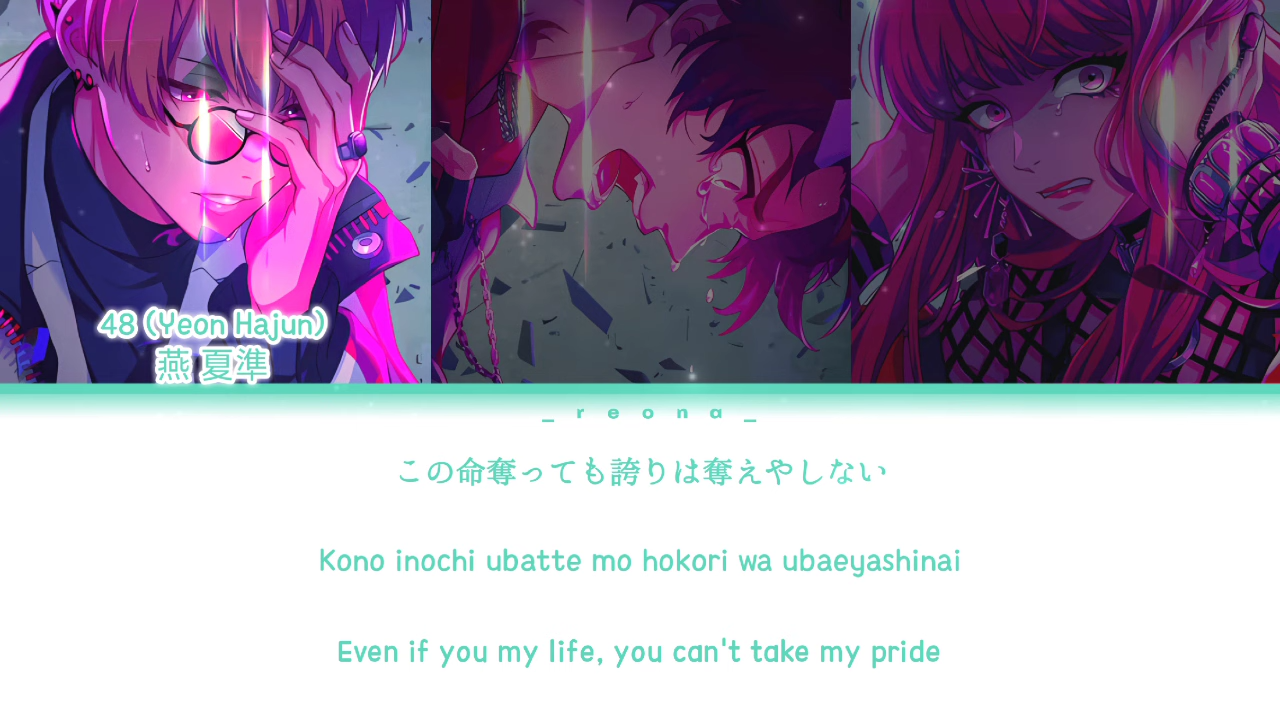 48 (Yeon Hajun)
燕 夏準
_ r e o n a _
この命奪っても誇りは奪えやしない
Kono inochi ubatte mo hokori wa ubaeyashinai
Even if you my life, you can't take my pride